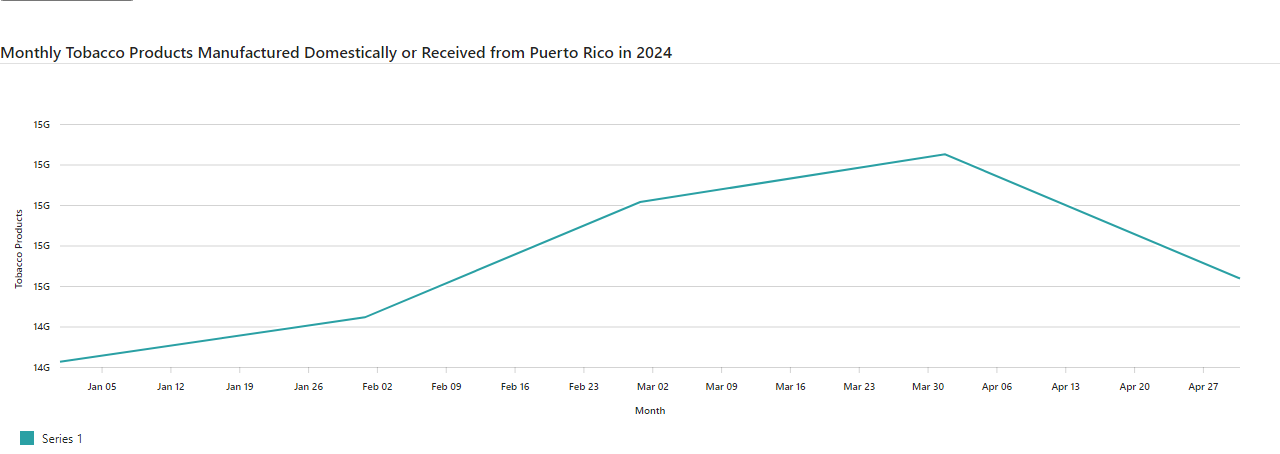 Monthly Tobacco Products Manufactured Domestically or Received from Puerto Rico in 2024
15G
15G
15G
15G
15G
14G
14G
Tobacco Products
Jan 05 Jan 12 Jan 19 Jan 26 Feb 02 Feb 09 Feb 16 Feb 23 Mar 02 Mar 09 Mar 16 Mar 23 Mar 30 Apr 06 Apr 13 Apr 20 Apr 27
Month
Series 1